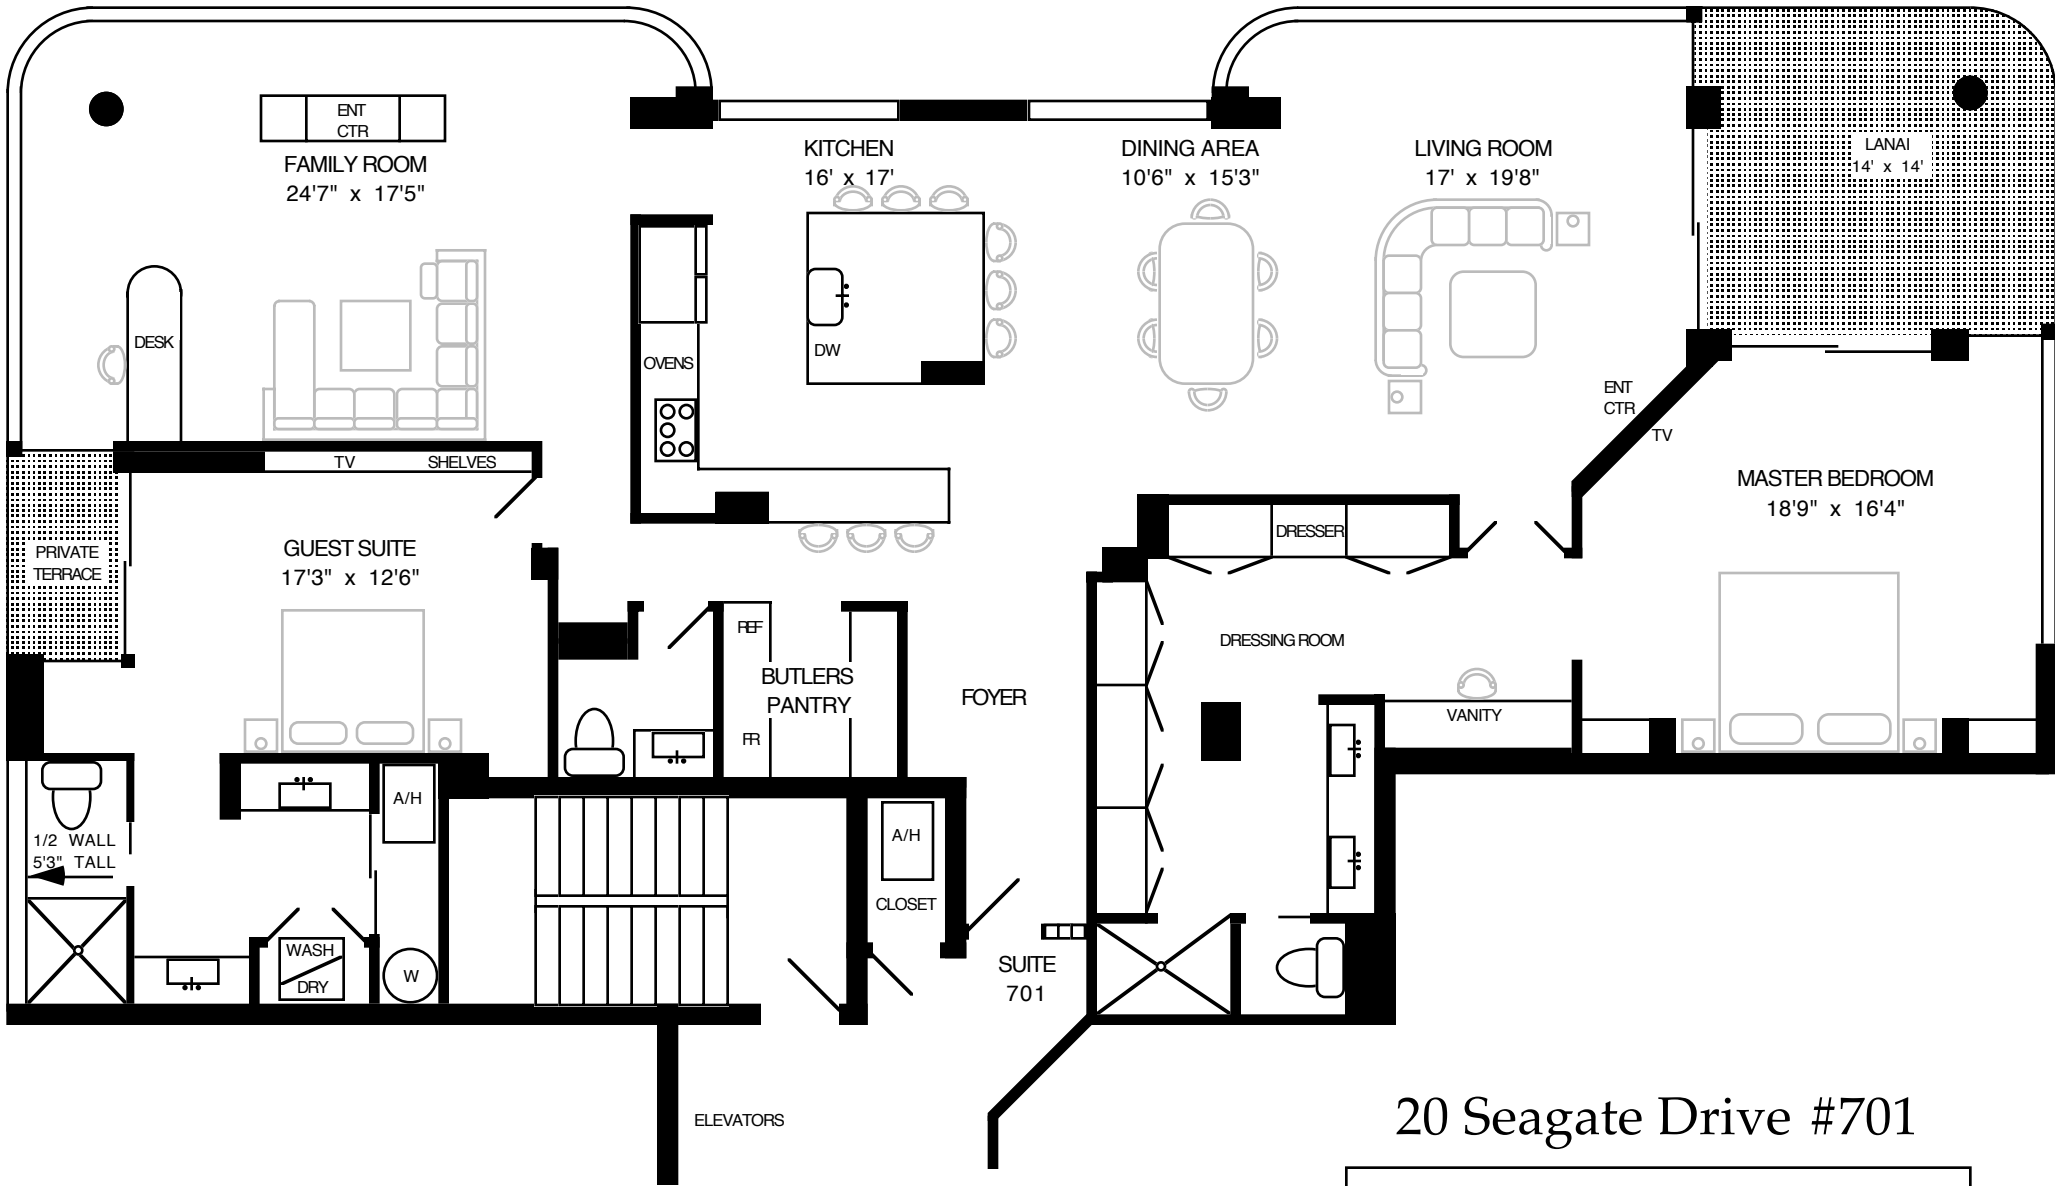 ENT
CTR
FAMILY ROOM
24'7" x 17'5"
KITCHEN
16' x 17'
DINING AREA
10'6" x 15'3"
LIVING ROOM
17' x 19'8"
LANAI
14' x 14'
DESK
OVENS
DW
ENT
CTR
TV
TV
SHELVES
MASTER BEDROOM
18'9" x 16'4"
PRIVATE
TERRACE
GUEST SUITE
17'3" x 12'6"
DRESSER
REF
BUTLERS
PANTRY
FR
FOYER
DRESSING ROOM
VANITY
A/H
1/2 WALL
5'3" TALL
A/H
CLOSET
WASH
DRY
W
SUITE
701
ELEVATORS
20 Seagate Drive #701